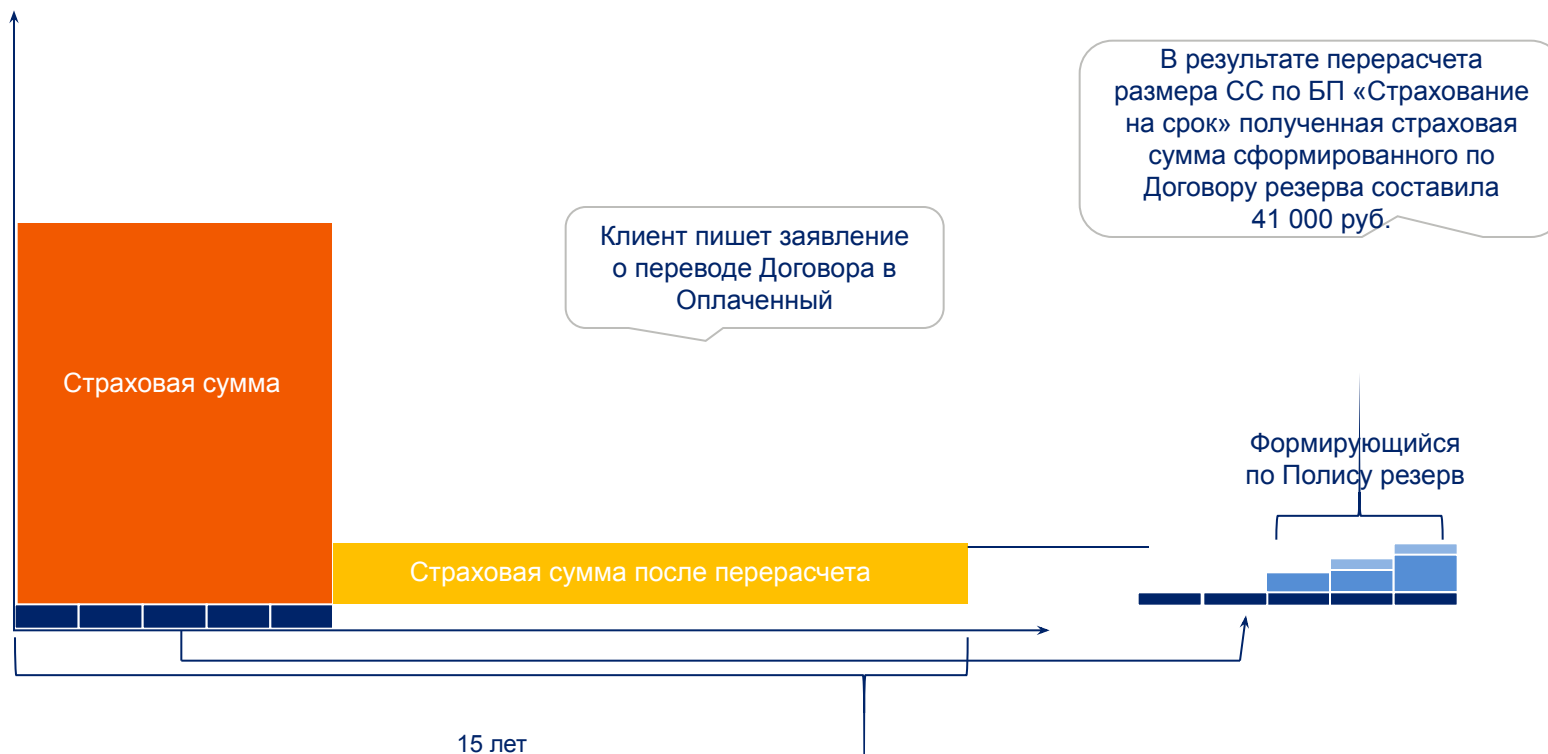 В результате перерасчета
размера СС по БП «Страхование
на срок» полученная страховая
сумма сформированного по
Договору резерва составила
41 000 руб.
Клиент пишет заявление
о переводе Договора в
Оплаченный
Страховая сумма
Формирующийся
по Полису резерв
Страховая сумма после перерасчета
15 лет